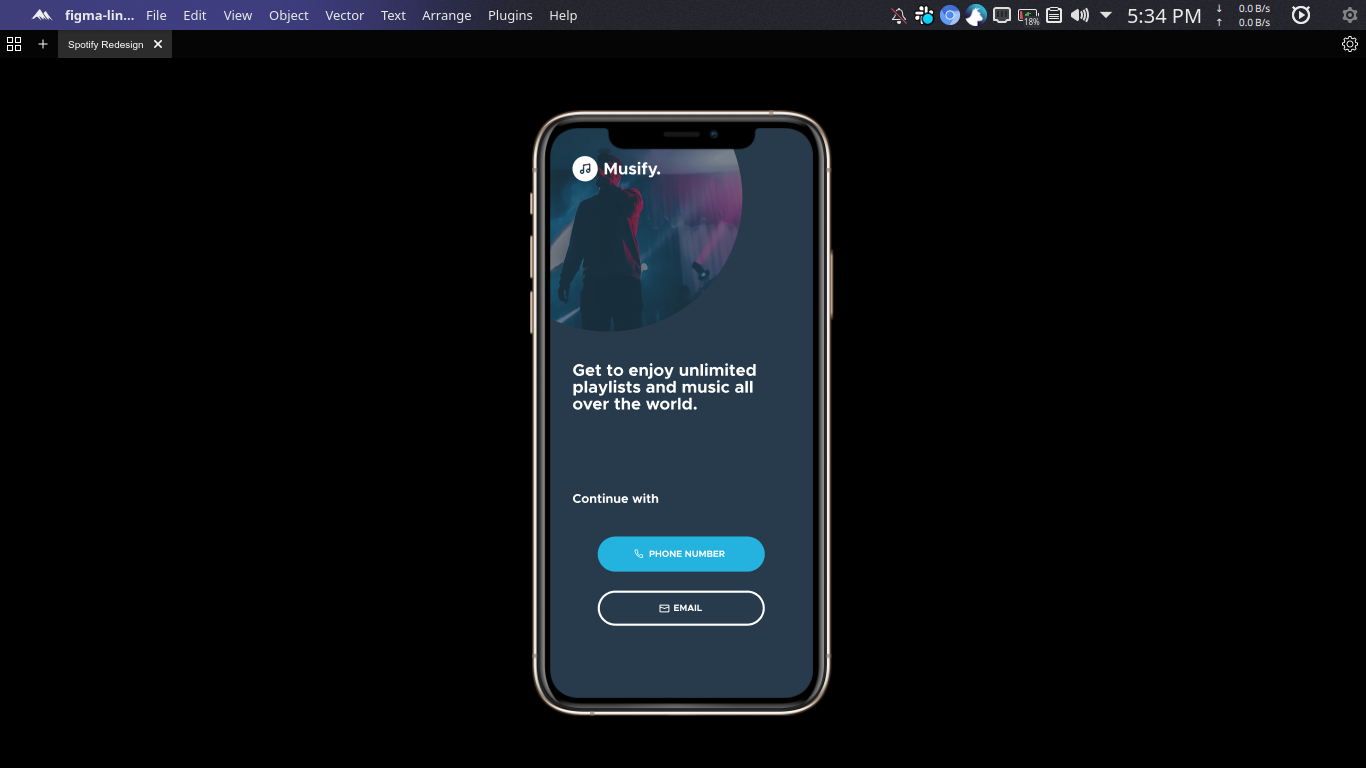 figma-lin... File Edit View Object Vector Text Arrange Plugins Help 18% 5:34 PM
0.0 B/s
0.0 B/s
Spotify Redesign
Musify.
Get to enjoy unlimited
playlists and music all
over the world.
Continue with
PHONE NUMBER
EMAIL